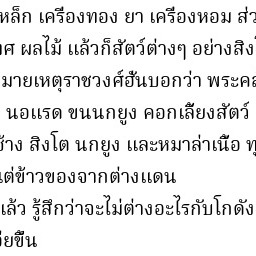 หล็ก เครื่องทอง ยา เครื่องหอม ส่ว
ศ ผลไม้ แล้วก็สัตว์ต่างๆ อย่างสิงโ
มายเหตุราชวงศ์ฮั่นบอกว่า พระคล
นอแรด ขนนกยูง คอกเลี้ยงสัตว์
ช้าง สิงโต นกยูง และหมาล่าเนื้อ ทุ
แต่ข้าวของจากต่างแดน
แล้ว รู้สึกว่าจะไม่ต่างอะไรกับโกดัง
ยขึ้น